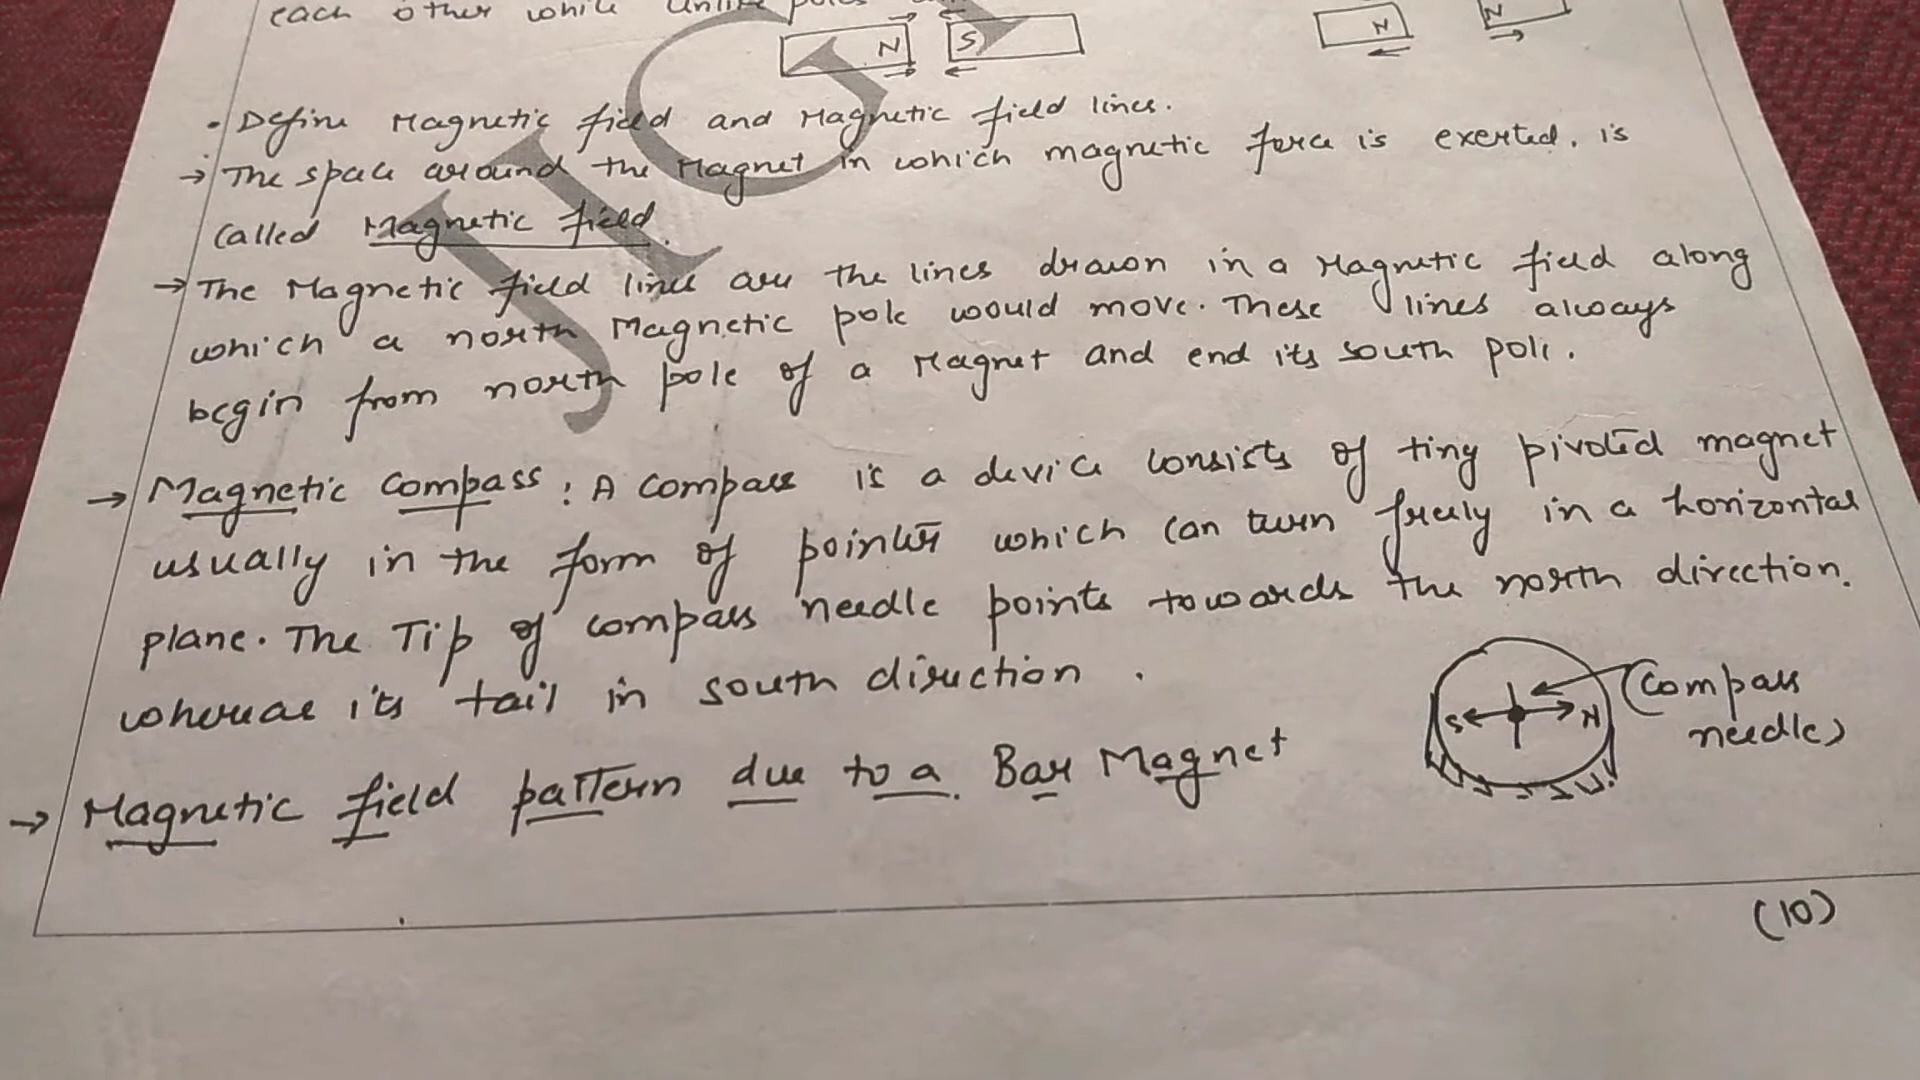 each other while unlike poles
N S N N
• Define Magnetic field and Magnetic field lines.
→ The space around the Magnet in which magnetic force is exerted, is
called Magnetic field.
→ The Magnetic field lines are the lines drawn in a Magnetic field along
which a north Magnetic pole would move. These lines always
begin from north pole of a Magnet and end its south pole.
→ Magnetic Compass : A compass is a device consists of tiny pivoted magnet
usually in the form of pointer which can turn freely in a horizontal
plane. The Tip of compass needle points towards the north direction.
whereas its tail in south direction.
S N (Compass
needle)
→ Magnetic field pattern due to a Bar Magnet
(10)
JJG